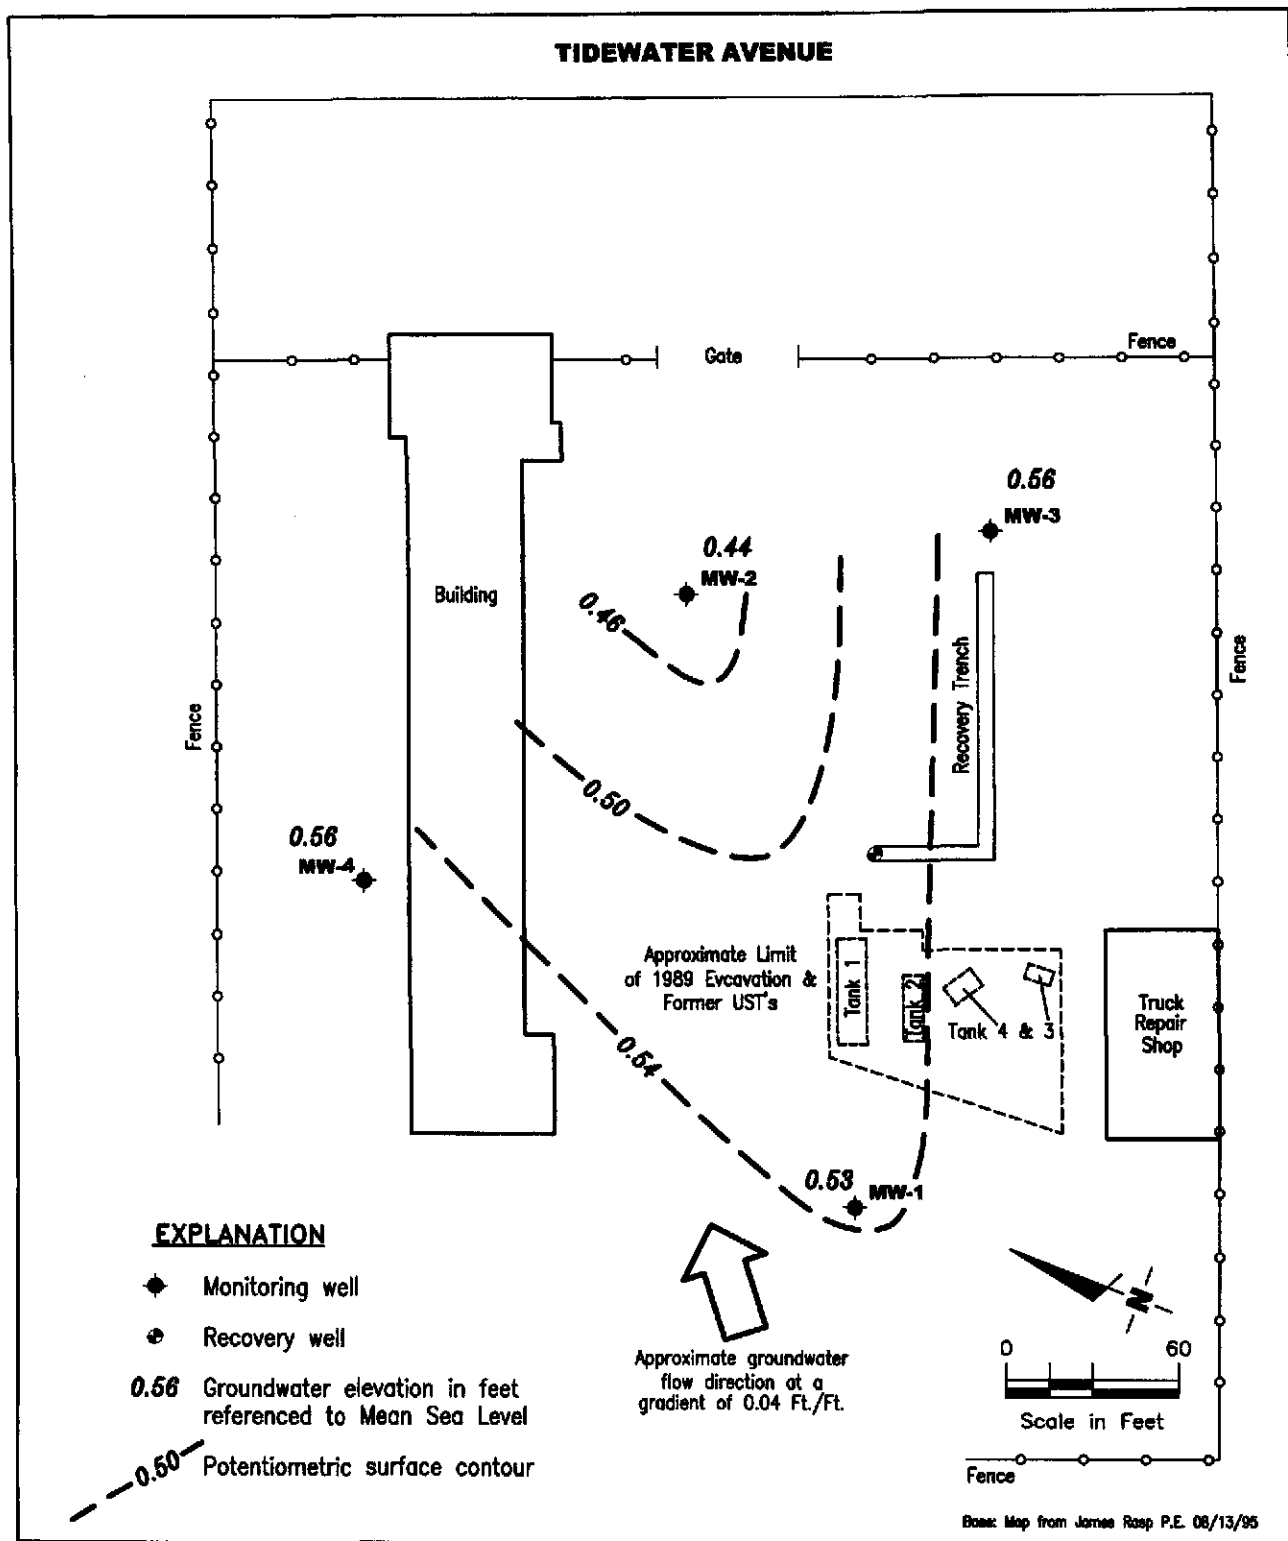 TIDEWATER AVENUE
Gate
Fence
0.56
MW-3
0.44
MW-2
Building
0.46
Recovery Trench
Fence
Fence
0.50
0.56
MW-4
Approximate Limit
of 1989 Excavation &
Former UST's
Tank 1
Tank 2
Tank 4 & 3
Truck
Repair
Shop
0.54
0.53
MW-1
EXPLANATION
Monitoring well
Recovery well
0.56 Groundwater elevation in feet
referenced to Mean Sea Level
0.50 Potentiometric surface contour
Approximate groundwater
flow direction at a
gradient of 0.04 Ft./Ft.
N
0 60
Scale in Feet
Fence
Base: Map from James Rasp P.E. 08/13/95